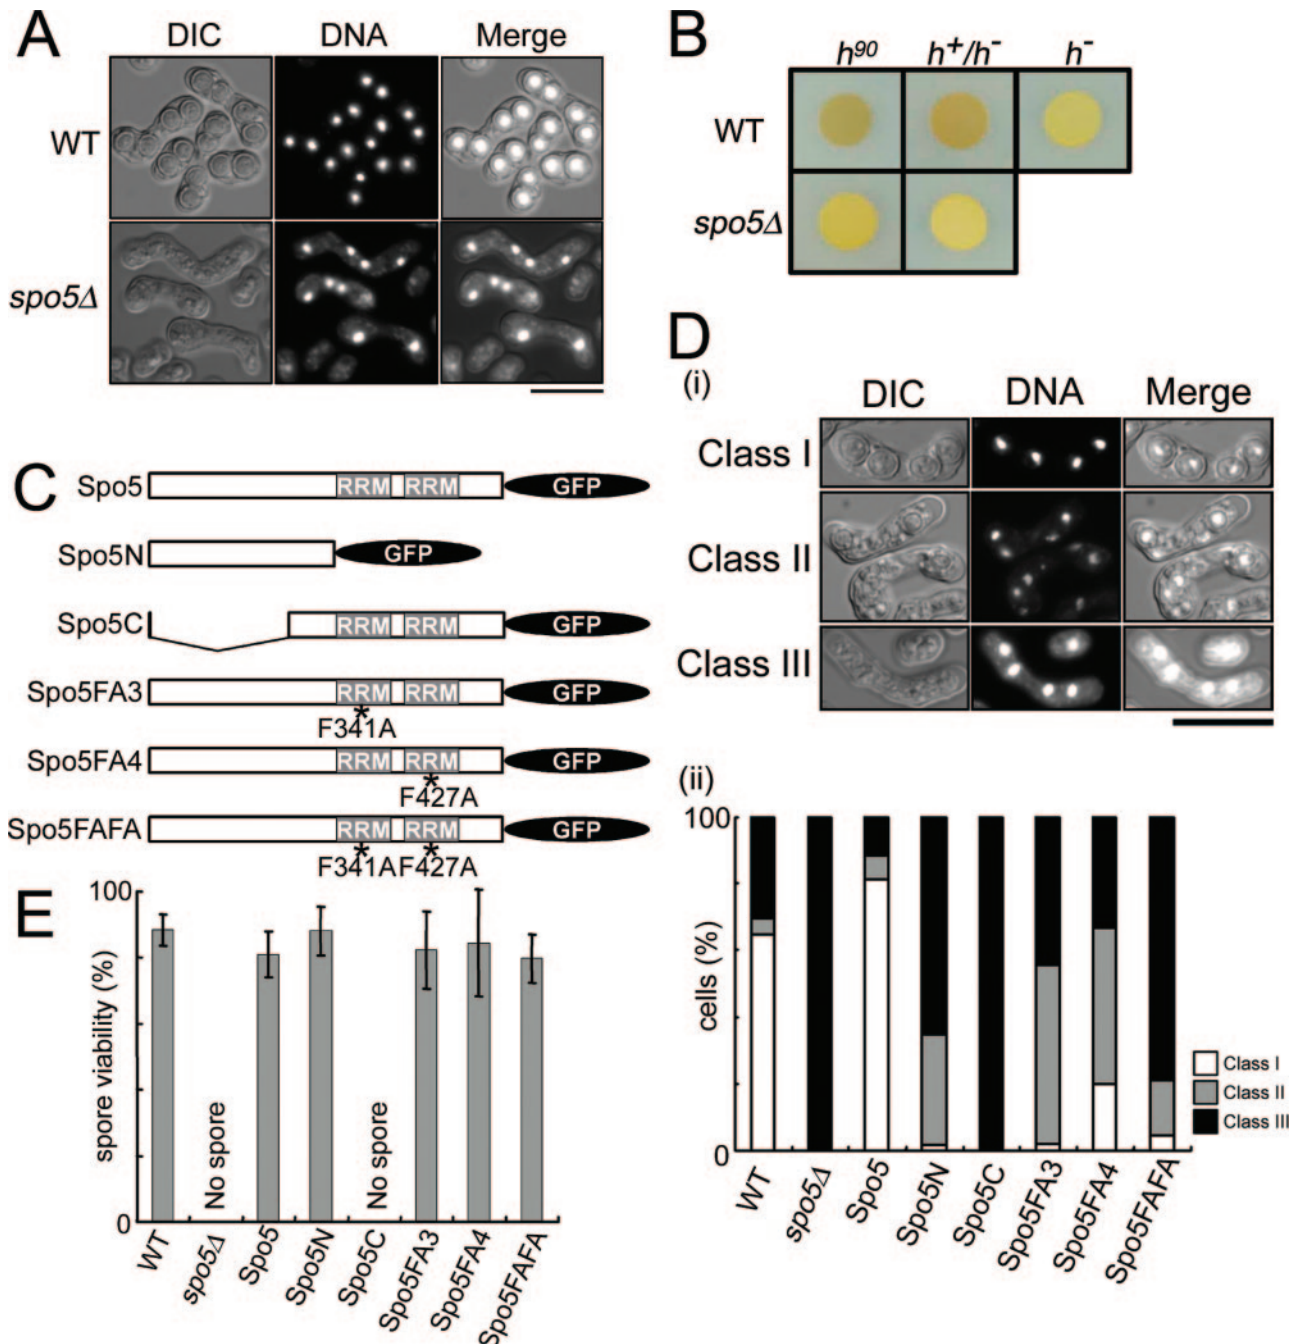 A
DIC DNA Merge
WT
spo5Δ
B
h90 h+/h- h-
WT
spo5Δ
C
Spo5 RRM RRM GFP
Spo5N GFP
Spo5C RRM RRM GFP
Spo5FA3 RRM RRM GFP
*
F341A
Spo5FA4 RRM RRM GFP
*
F427A
Spo5FAFA RRM RRM GFP
* *
F341A F427A
D
(i)
DIC DNA Merge
Class I
Class II
Class III
(ii)
100
cells (%)
0
WT spo5Δ Spo5 Spo5N Spo5C Spo5FA3 Spo5FA4 Spo5FAFA
Class I
Class II
Class III
E
100
spore viability (%)
No spore No spore
0
WT spo5Δ Spo5 Spo5N Spo5C Spo5FA3 Spo5FA4 Spo5FAFA